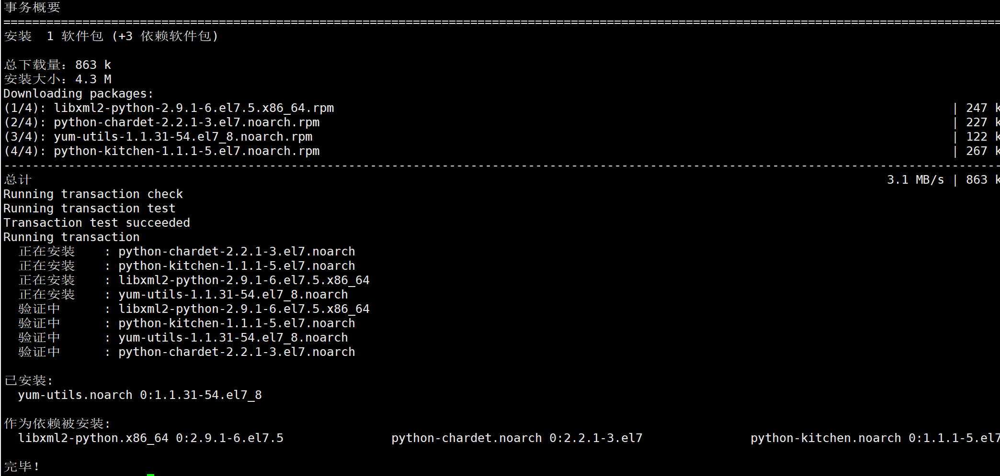 事务概要
================================================================================================================================================
安装  1 软件包 (+3 依赖软件包)
总下载量：863 k
安装大小：4.3 M
Downloading packages:
(1/4): libxml2-python-2.9.1-6.el7.5.x86_64.rpm | 247 k
(2/4): python-chardet-2.2.1-3.el7.noarch.rpm | 227 k
(3/4): yum-utils-1.1.31-54.el7_8.noarch.rpm | 122 k
(4/4): python-kitchen-1.1.1-5.el7.noarch.rpm | 267 k
------------------------------------------------------------------------------------------------------------------------------------------------
总计 3.1 MB/s | 863 k
Running transaction check
Running transaction test
Transaction test succeeded
Running transaction
正在安装    : python-chardet-2.2.1-3.el7.noarch
正在安装    : python-kitchen-1.1.1-5.el7.noarch
正在安装    : libxml2-python-2.9.1-6.el7.5.x86_64
正在安装    : yum-utils-1.1.31-54.el7_8.noarch
验证中      : libxml2-python-2.9.1-6.el7.5.x86_64
验证中      : python-kitchen-1.1.1-5.el7.noarch
验证中      : yum-utils-1.1.31-54.el7_8.noarch
验证中      : python-chardet-2.2.1-3.el7.noarch
已安装:
yum-utils.noarch 0:1.1.31-54.el7_8
作为依赖被安装:
libxml2-python.x86_64 0:2.9.1-6.el7.5 python-chardet.noarch 0:2.2.1-3.el7 python-kitchen.noarch 0:1.1.1-5.el7
完毕！